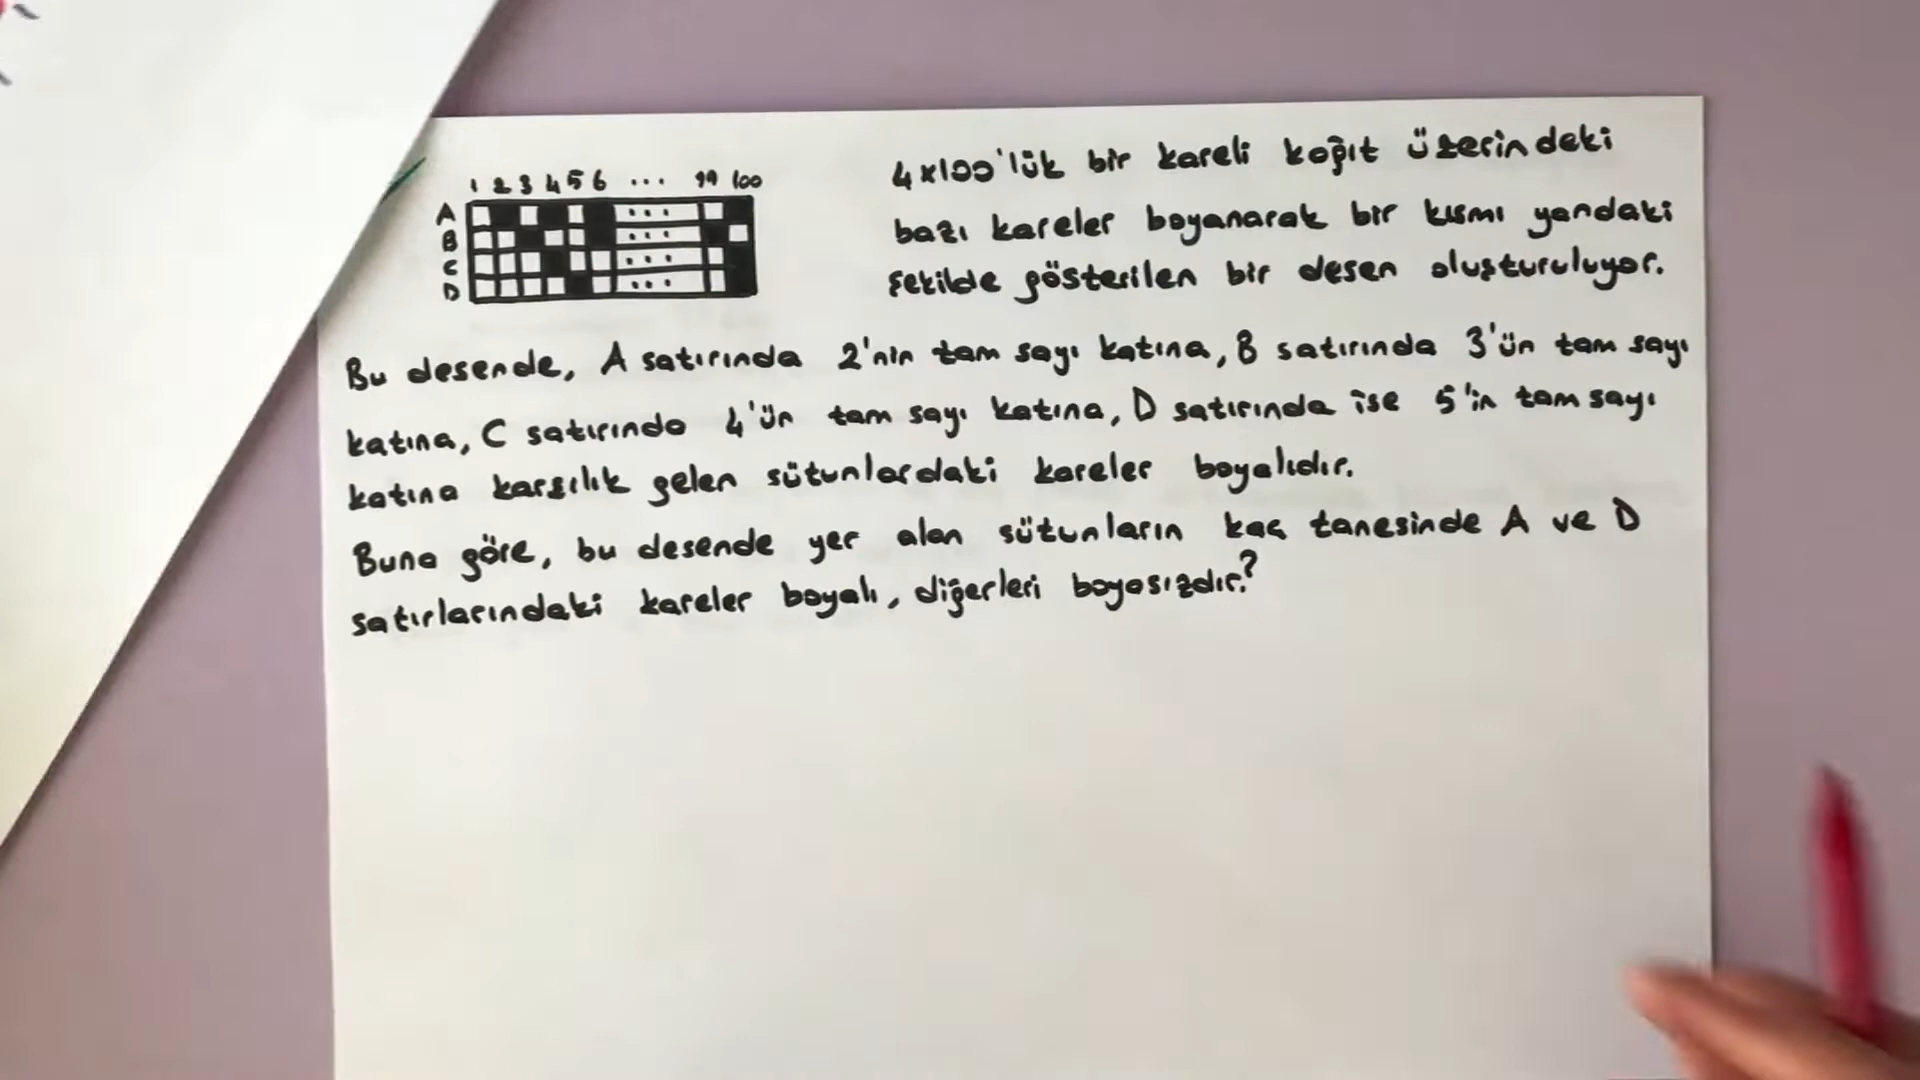 1 2 3 4 5 6 ... 99 100
A ...
B ...
C ...
D ...
4x100'lük bir kareli kağıt üzerindeki
bazı kareler boyanarak bir kısmı yandaki
şekilde gösterilen bir desen oluşturuluyor.
Bu desende, A satırında 2'nin tam sayı katına, B satırında 3'ün tam sayı
katına, C satırında 4'ün tam sayı katına, D satırında ise 5'in tam sayı
katına karşılık gelen sütunlardaki kareler boyalıdır.
Buna göre, bu desende yer alan sütunların kaç tanesinde A ve D
satırlarındaki kareler boyalı, diğerleri boyasızdır?